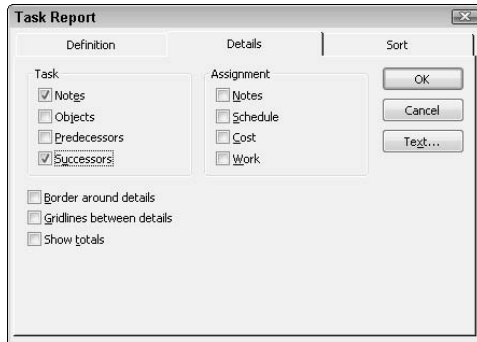 Task Report
Definition Details Sort
Task Assignment
Notes Notes OK
Objects Schedule
Predecessors Cost Cancel
Successors Work Text...
Border around details
Gridlines between details
Show totals